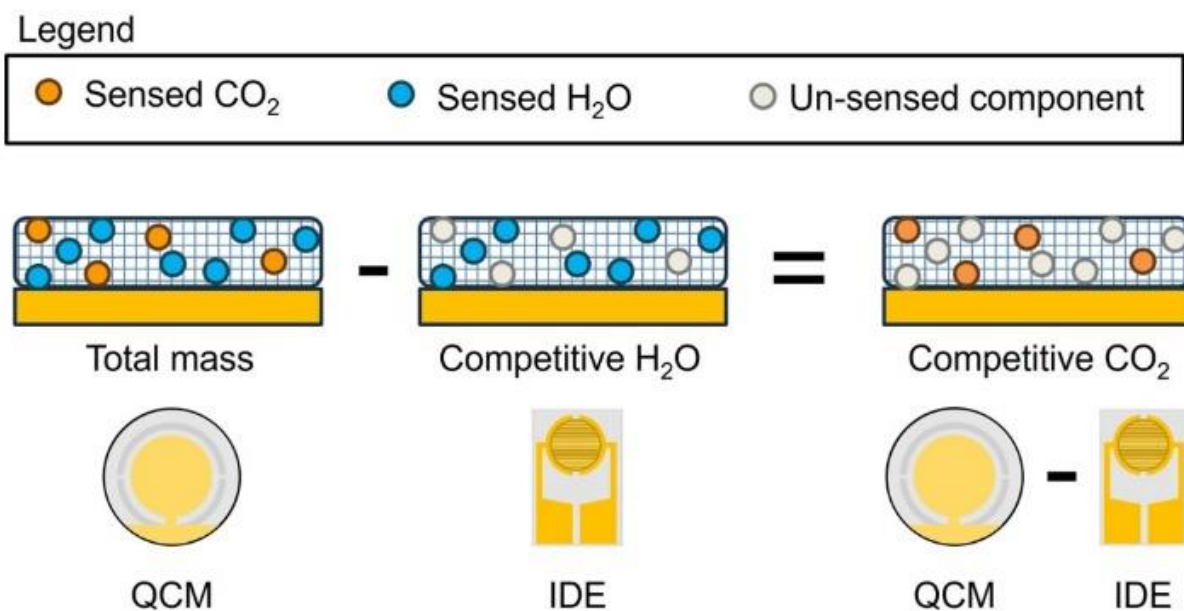 Legend
Sensed CO₂ Sensed H₂O Un-sensed component
- =
Total mass Competitive H₂O Competitive CO₂
-
QCM IDE QCM IDE